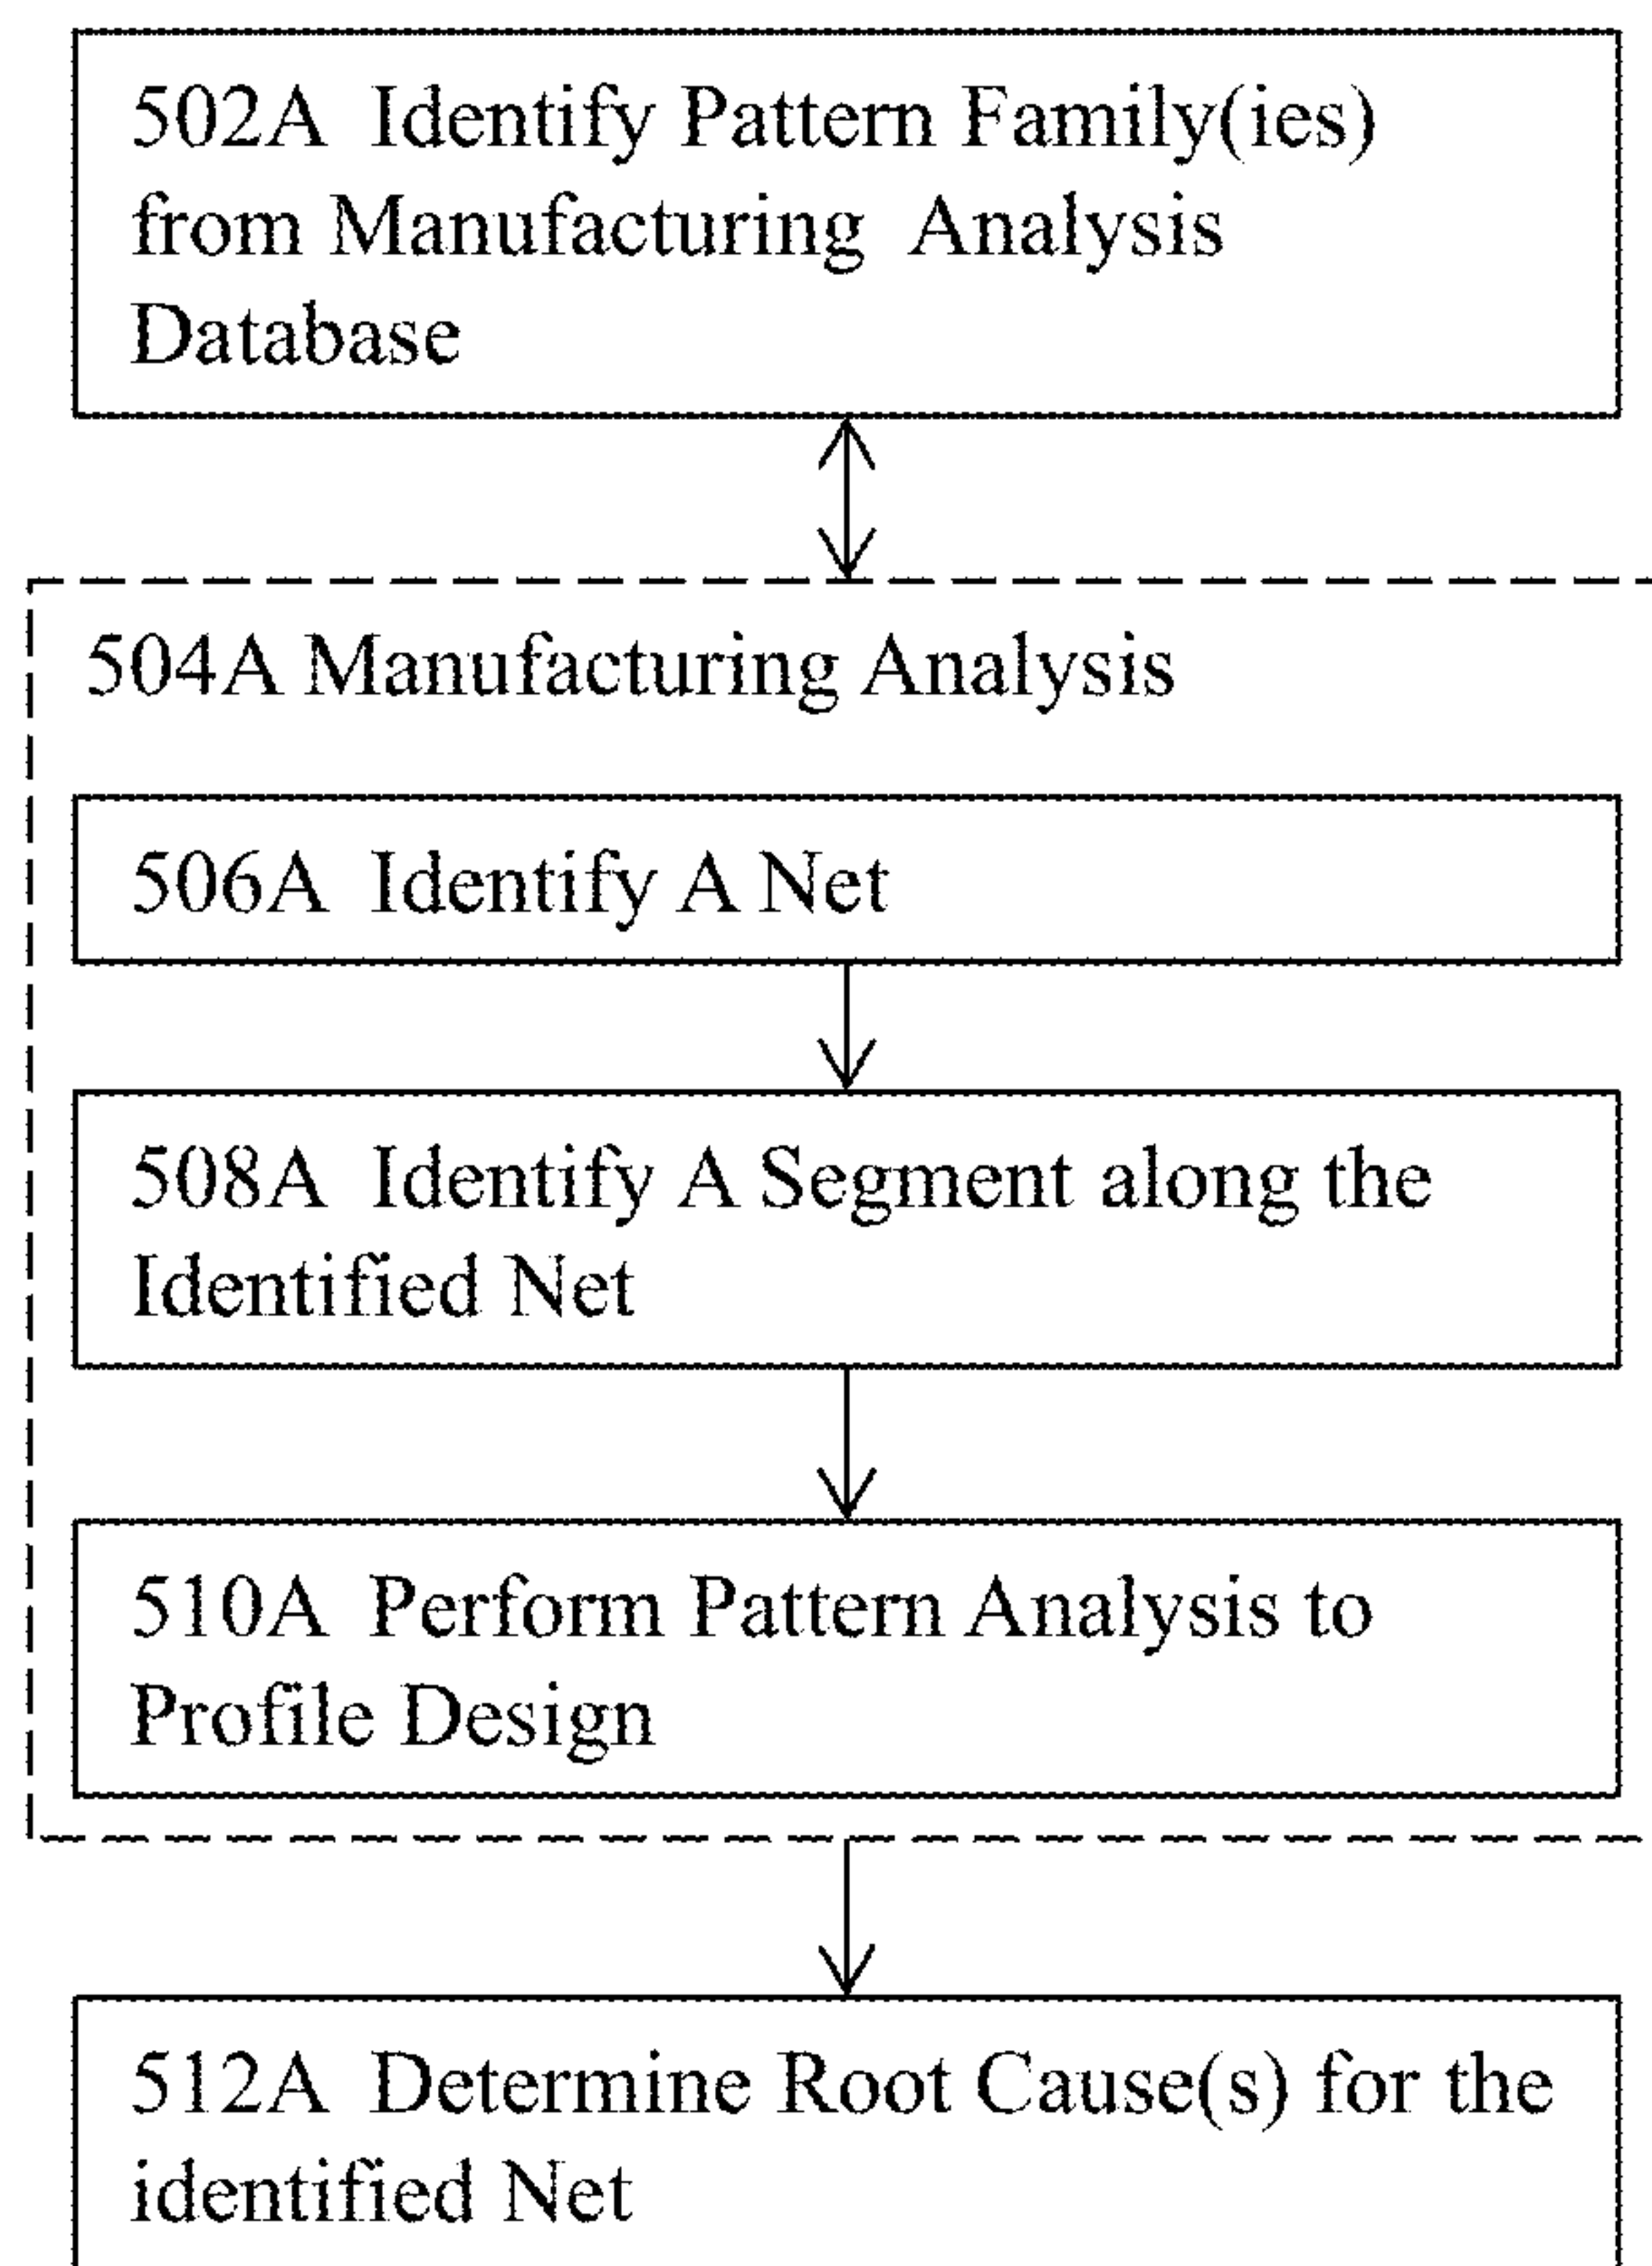 502A Identify Pattern Family(ies)
from Manufacturing Analysis
Database
504A Manufacturing Analysis
506A Identify A Net
508A Identify A Segment along the
Identified Net
510A Perform Pattern Analysis to
Profile Design
512A Determine Root Cause(s) for the
identified Net